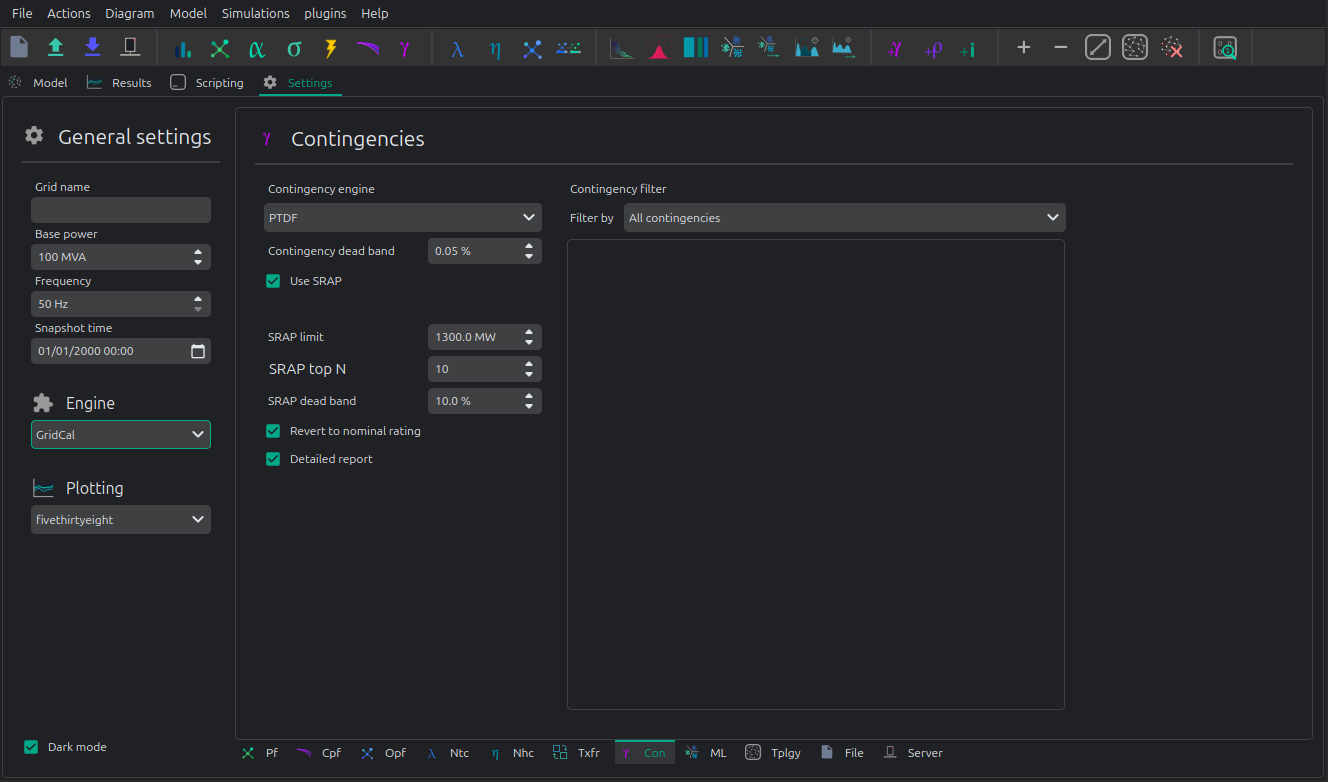 File Actions Diagram Model Simulations plugins Help
α σ γ λ η γ +ρ +i
Model Results Scripting Settings
General settings
Grid name
Base power
100 MVA
Frequency
50 Hz
Snapshot time
01/01/2000 00:00
Engine
GridCal
Plotting
fivethirtyeight
Dark mode
γ Contingencies
Contingency engine
PTDF
Contingency dead band 0.05 %
Use SRAP
SRAP limit 1300.0 MW
SRAP top N 10
SRAP dead band 10.0 %
Revert to nominal rating
Detailed report
Contingency filter
Filter by All contingencies
Pf Cpf Opf λ Ntc η Nhc Txfr γ Con ML Tplgy File Server